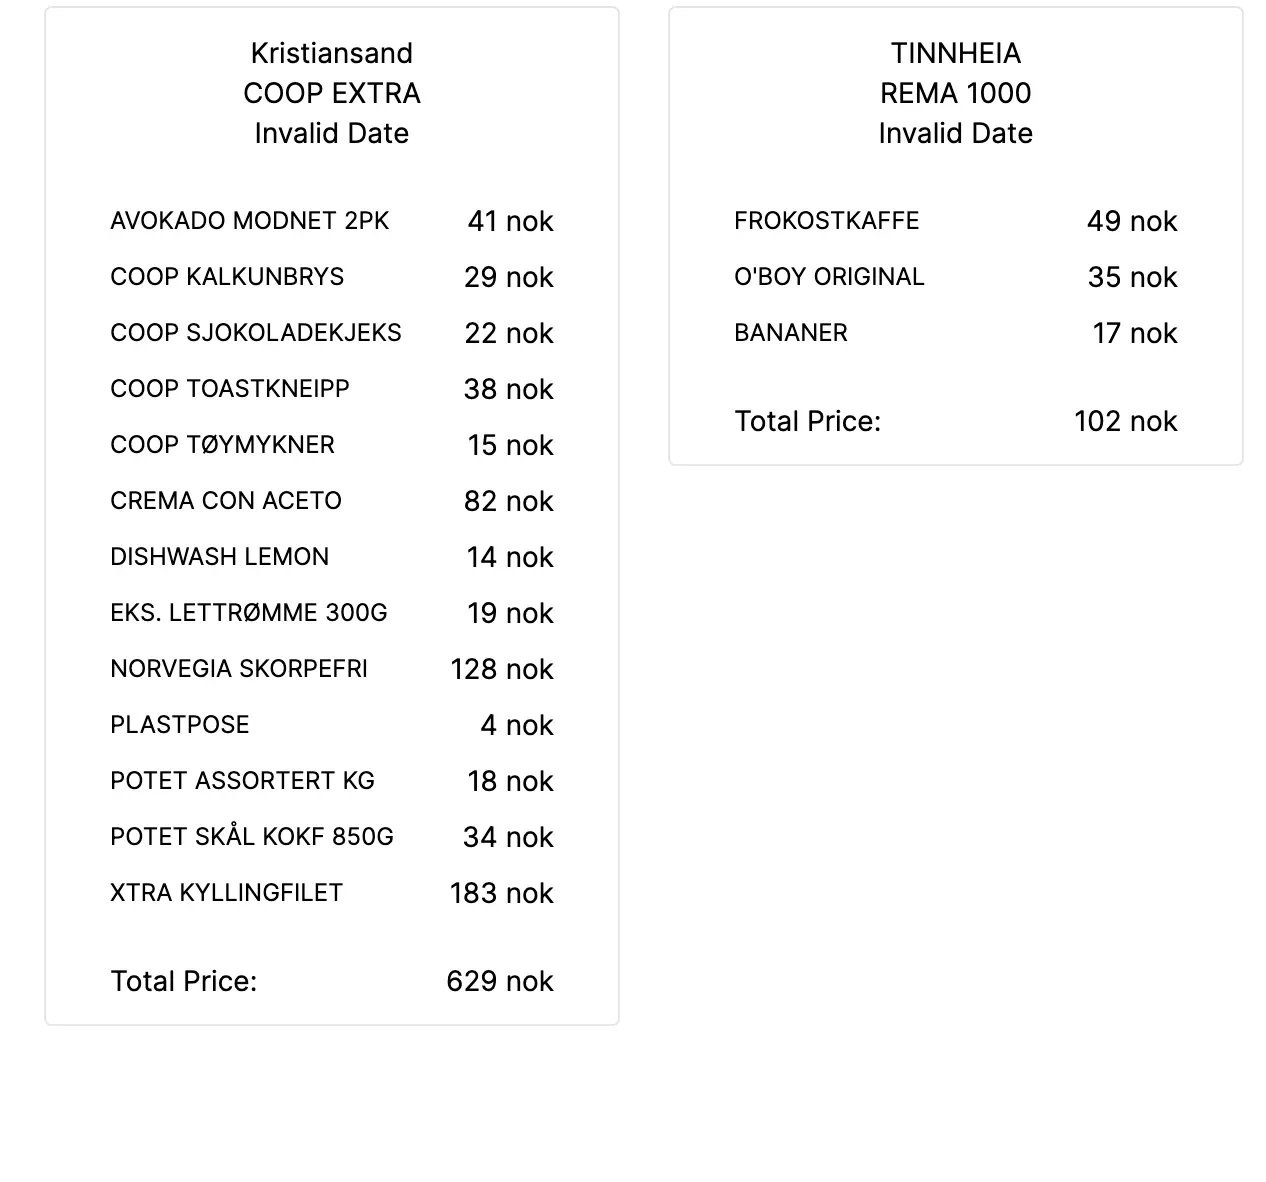 Kristiansand
COOP EXTRA
Invalid Date
AVOKADO MODNET 2PK 41 nok
COOP KALKUNBRYS 29 nok
COOP SJOKOLADEKJEKS 22 nok
COOP TOASTKNEIPP 38 nok
COOP TØYMYKNER 15 nok
CREMA CON ACETO 82 nok
DISHWASH LEMON 14 nok
EKS. LETTRØMME 300G 19 nok
NORVEGIA SKORPEFRI 128 nok
PLASTPOSE 4 nok
POTET ASSORTERT KG 18 nok
POTET SKÅL KOKF 850G 34 nok
XTRA KYLLINGFILET 183 nok
Total Price: 629 nok
TINNHEIA
REMA 1000
Invalid Date
FROKOSTKAFFE 49 nok
O'BOY ORIGINAL 35 nok
BANANER 17 nok
Total Price: 102 nok